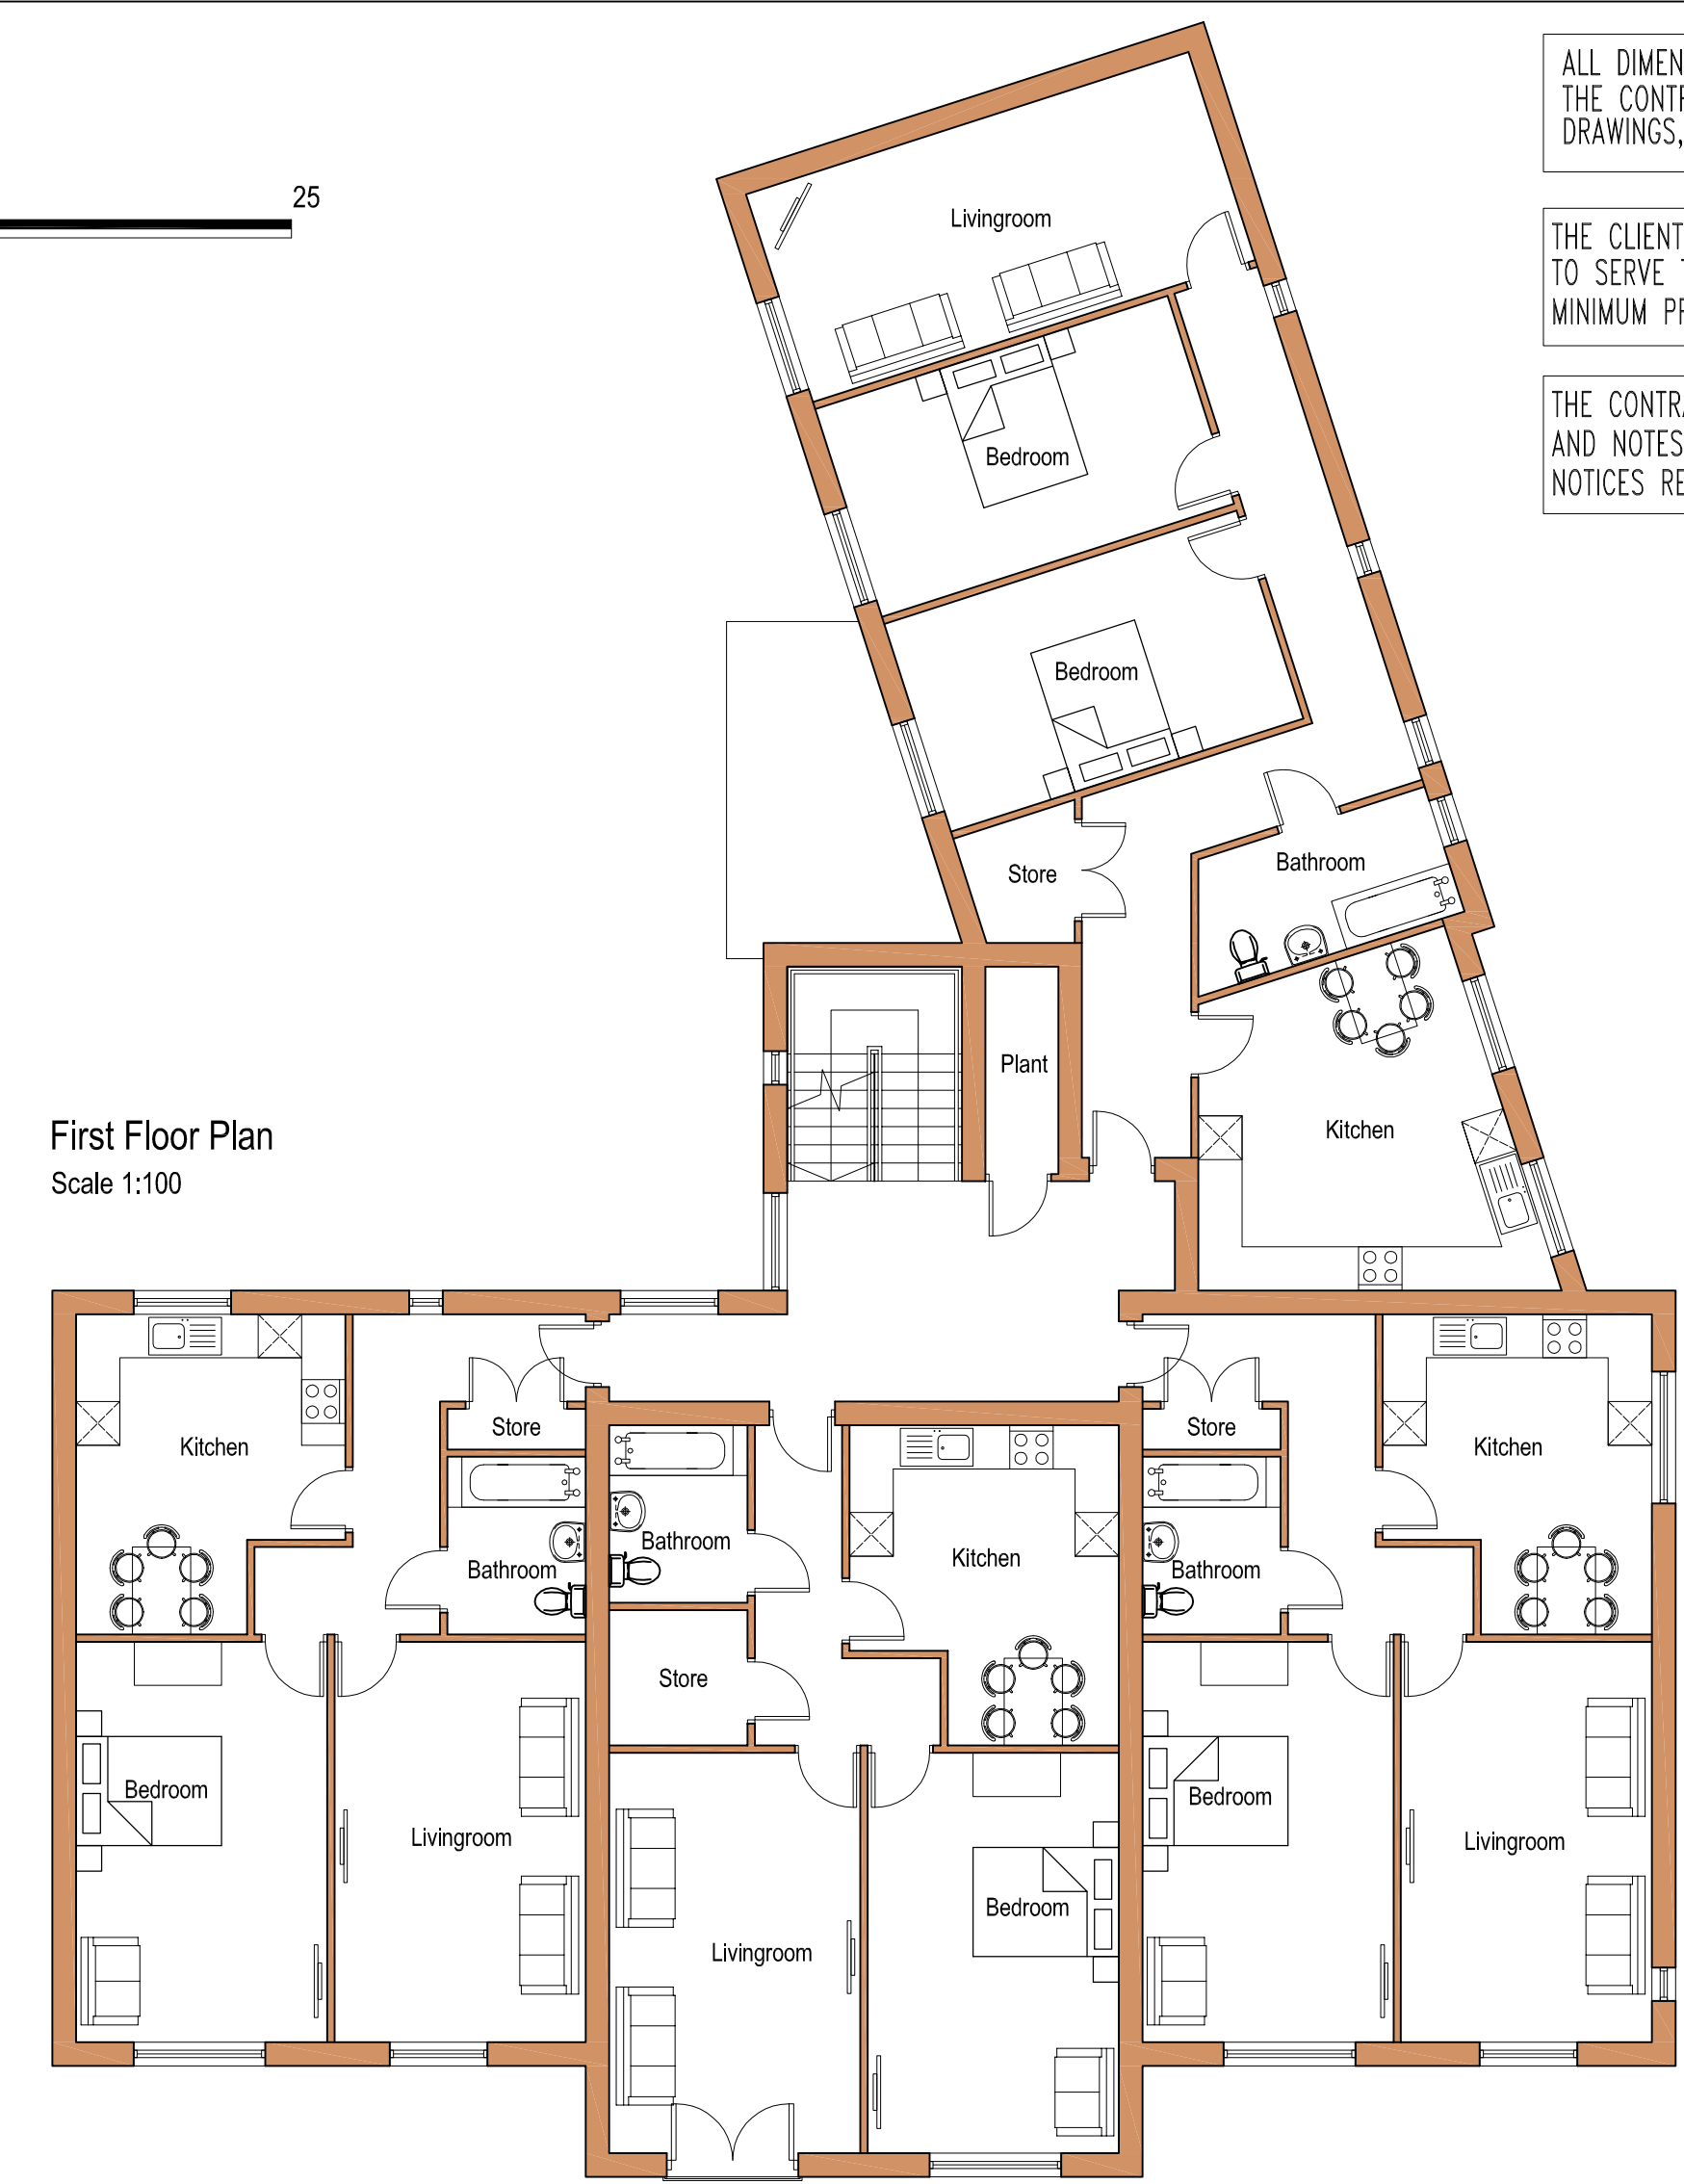 ALL DIMEN
THE CONT
DRAWINGS,
25
Livingroom
THE CLIENT
TO SERVE
MINIMUM P
THE CONTR
AND NOTES
NOTICES RE
Bedroom
Bedroom
Store
Bathroom
Plant
Kitchen
First Floor Plan
Scale 1:100
Store
Store
Kitchen
Kitchen
Bathroom
Kitchen
Bathroom
Bathroom
Store
Bedroom
Bedroom
Livingroom
Livingroom
Bedroom
Livingroom